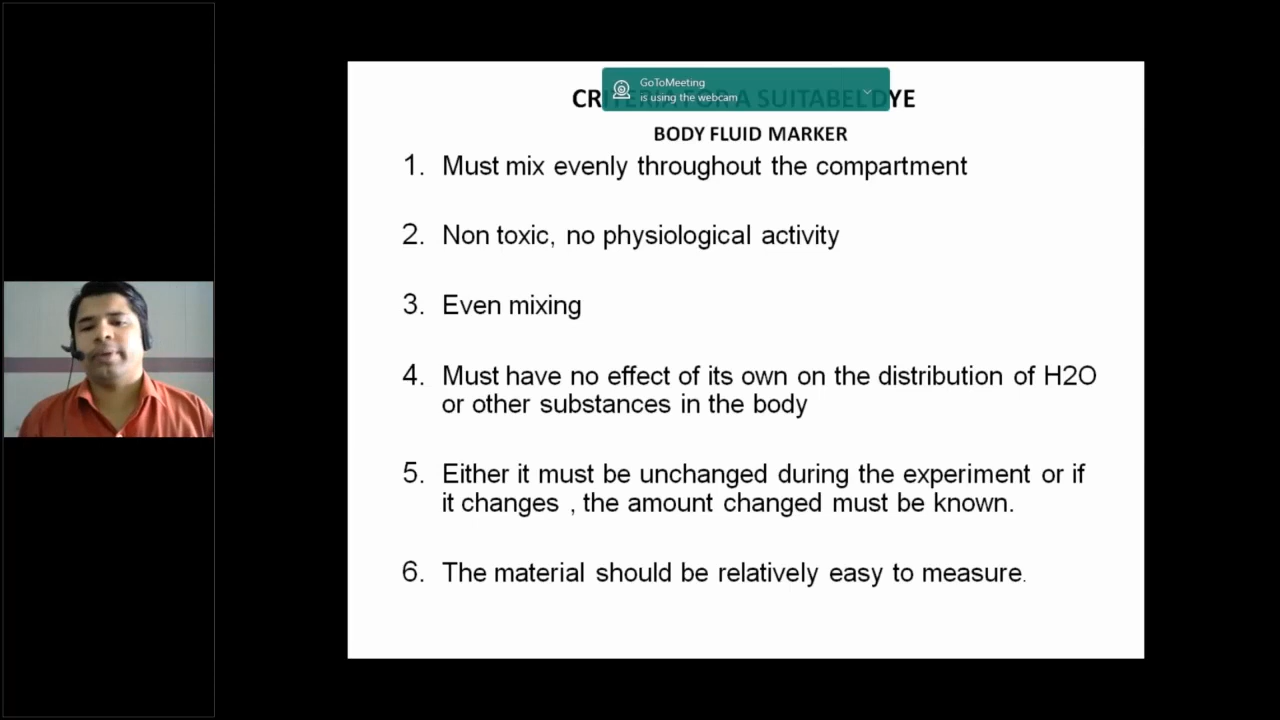 GoToMeeting
is using the webcam
CRITERIA FOR A SUITABEL DYE
BODY FLUID MARKER
1. Must mix evenly throughout the compartment
2. Non toxic, no physiological activity
3. Even mixing
4. Must have no effect of its own on the distribution of H2O
or other substances in the body
5. Either it must be unchanged during the experiment or if
it changes , the amount changed must be known.
6. The material should be relatively easy to measure.